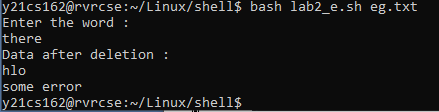 y21cs162@rvrcse:~/Linux/shell$ bash lab2_e.sh eg.txt
Enter the word :
there
Data after deletion :
hlo
some error
y21cs162@rvrcse:~/Linux/shell$